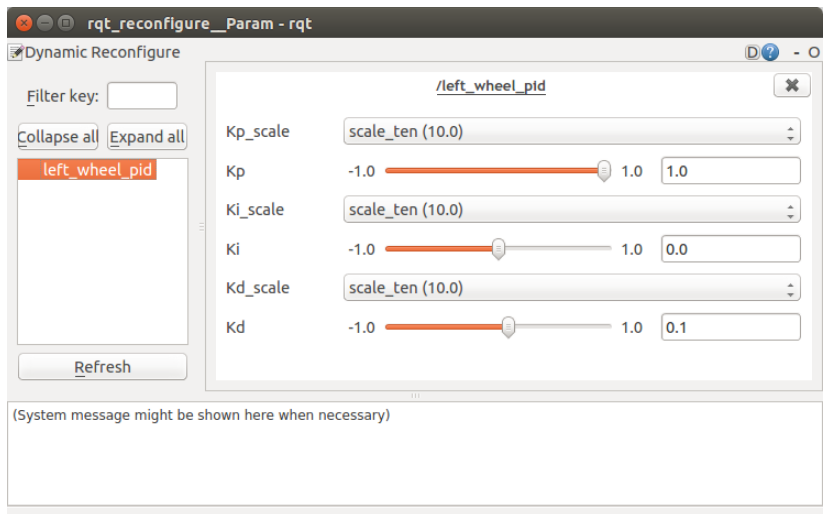 rqt_reconfigure__Param - rqt
Dynamic Reconfigure
D ? - O
Filter key:
Collapse all Expand all
left_wheel_pid
Refresh
/left_wheel_pid
Kp_scale scale_ten (10.0)
Kp -1.0 1.0 1.0
Ki_scale scale_ten (10.0)
Ki -1.0 1.0 0.0
Kd_scale scale_ten (10.0)
Kd -1.0 1.0 0.1
(System message might be shown here when necessary)